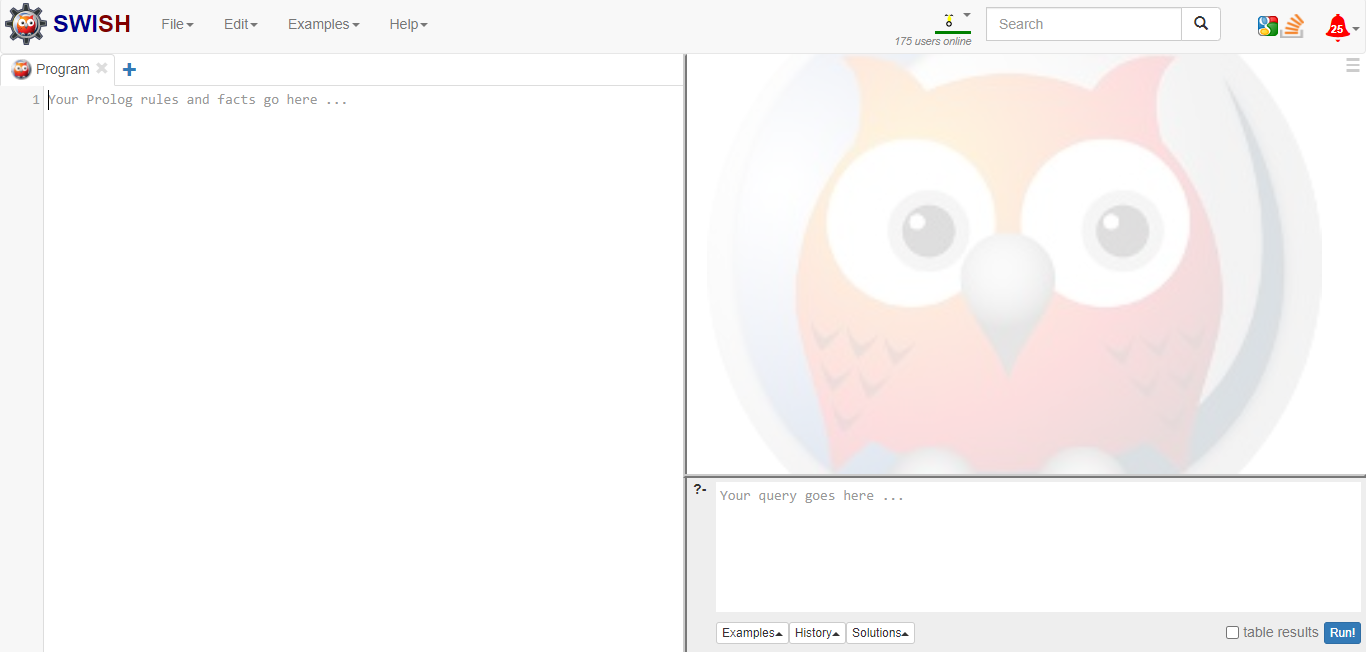 SWISH File Edit Examples Help 175 users online Search 25
Program
1 Your Prolog rules and facts go here ...
?- Your query goes here ...
Examples History Solutions table results Run!